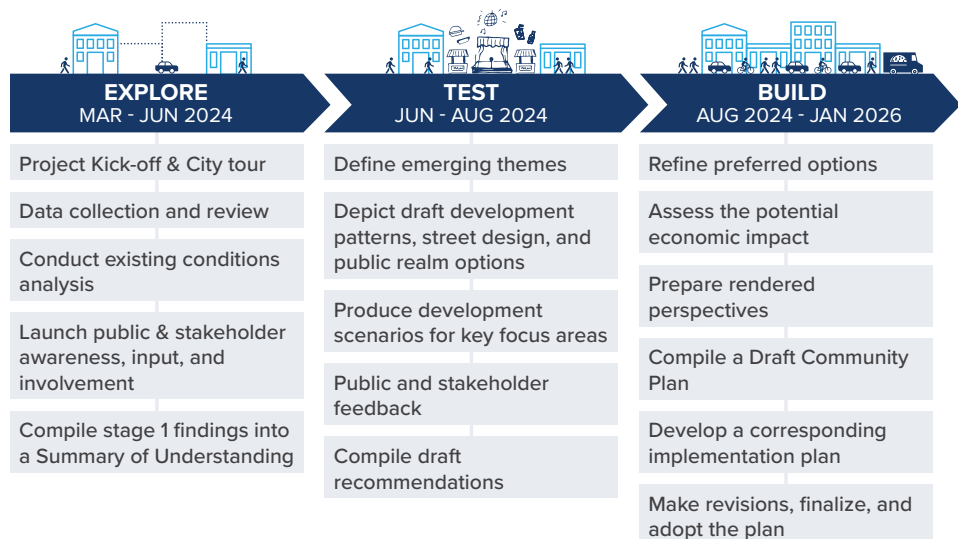 EXPLORE
MAR - JUN 2024
Project Kick-off & City tour
Data collection and review
Conduct existing conditions
analysis
Launch public & stakeholder
awareness, input, and
involvement
Compile stage 1 findings into
a Summary of Understanding
TEST
JUN - AUG 2024
Define emerging themes
Depict draft development
patterns, street design, and
public realm options
Produce development
scenarios for key focus areas
Public and stakeholder
feedback
Compile draft
recommendations
BUILD
AUG 2024 - JAN 2026
Refine preferred options
Assess the potential
economic impact
Prepare rendered
perspectives
Compile a Draft Community
Plan
Develop a corresponding
implementation plan
Make revisions, finalize, and
adopt the plan